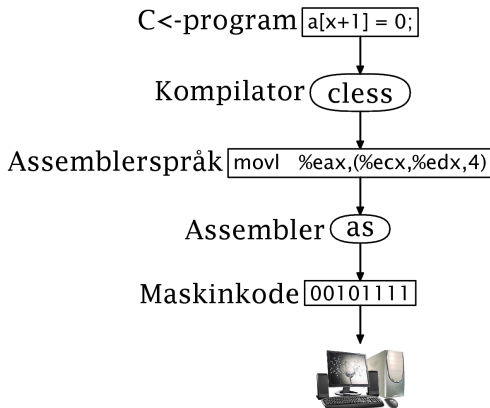 C<-program a[x+1] = 0;
Kompilator cless
Assemblerspråk movl %eax,(%ecx,%edx,4)
Assembler as
Maskinkode 00101111